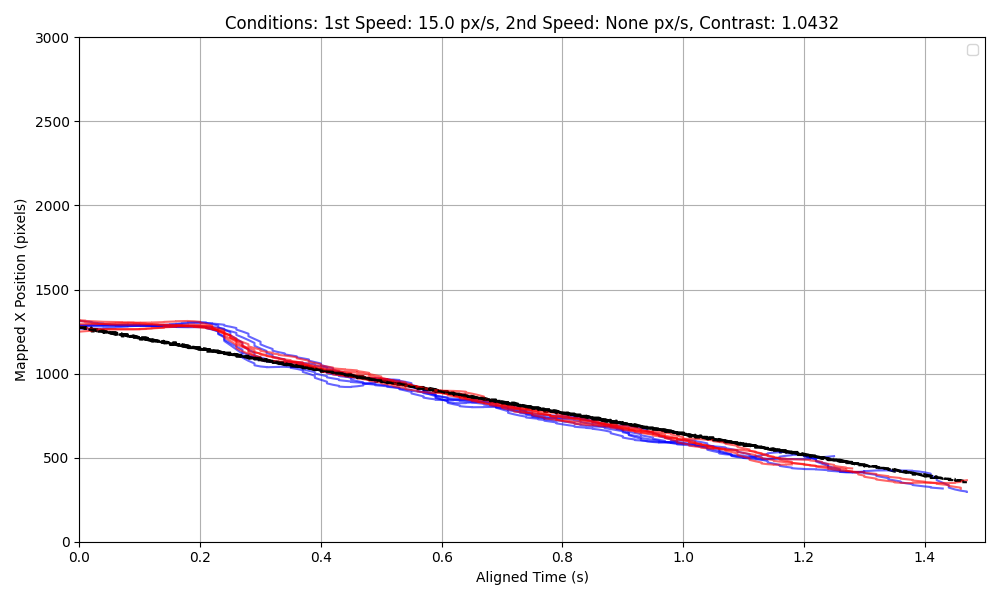 Conditions: 1st Speed: 15.0 px/s, 2nd Speed: None px/s, Contrast: 1.0432
3000
2500
2000
1500
1000
500
0
Mapped X Position (pixels)
0.0 0.2 0.4 0.6 0.8 1.0 1.2 1.4
Aligned Time (s)